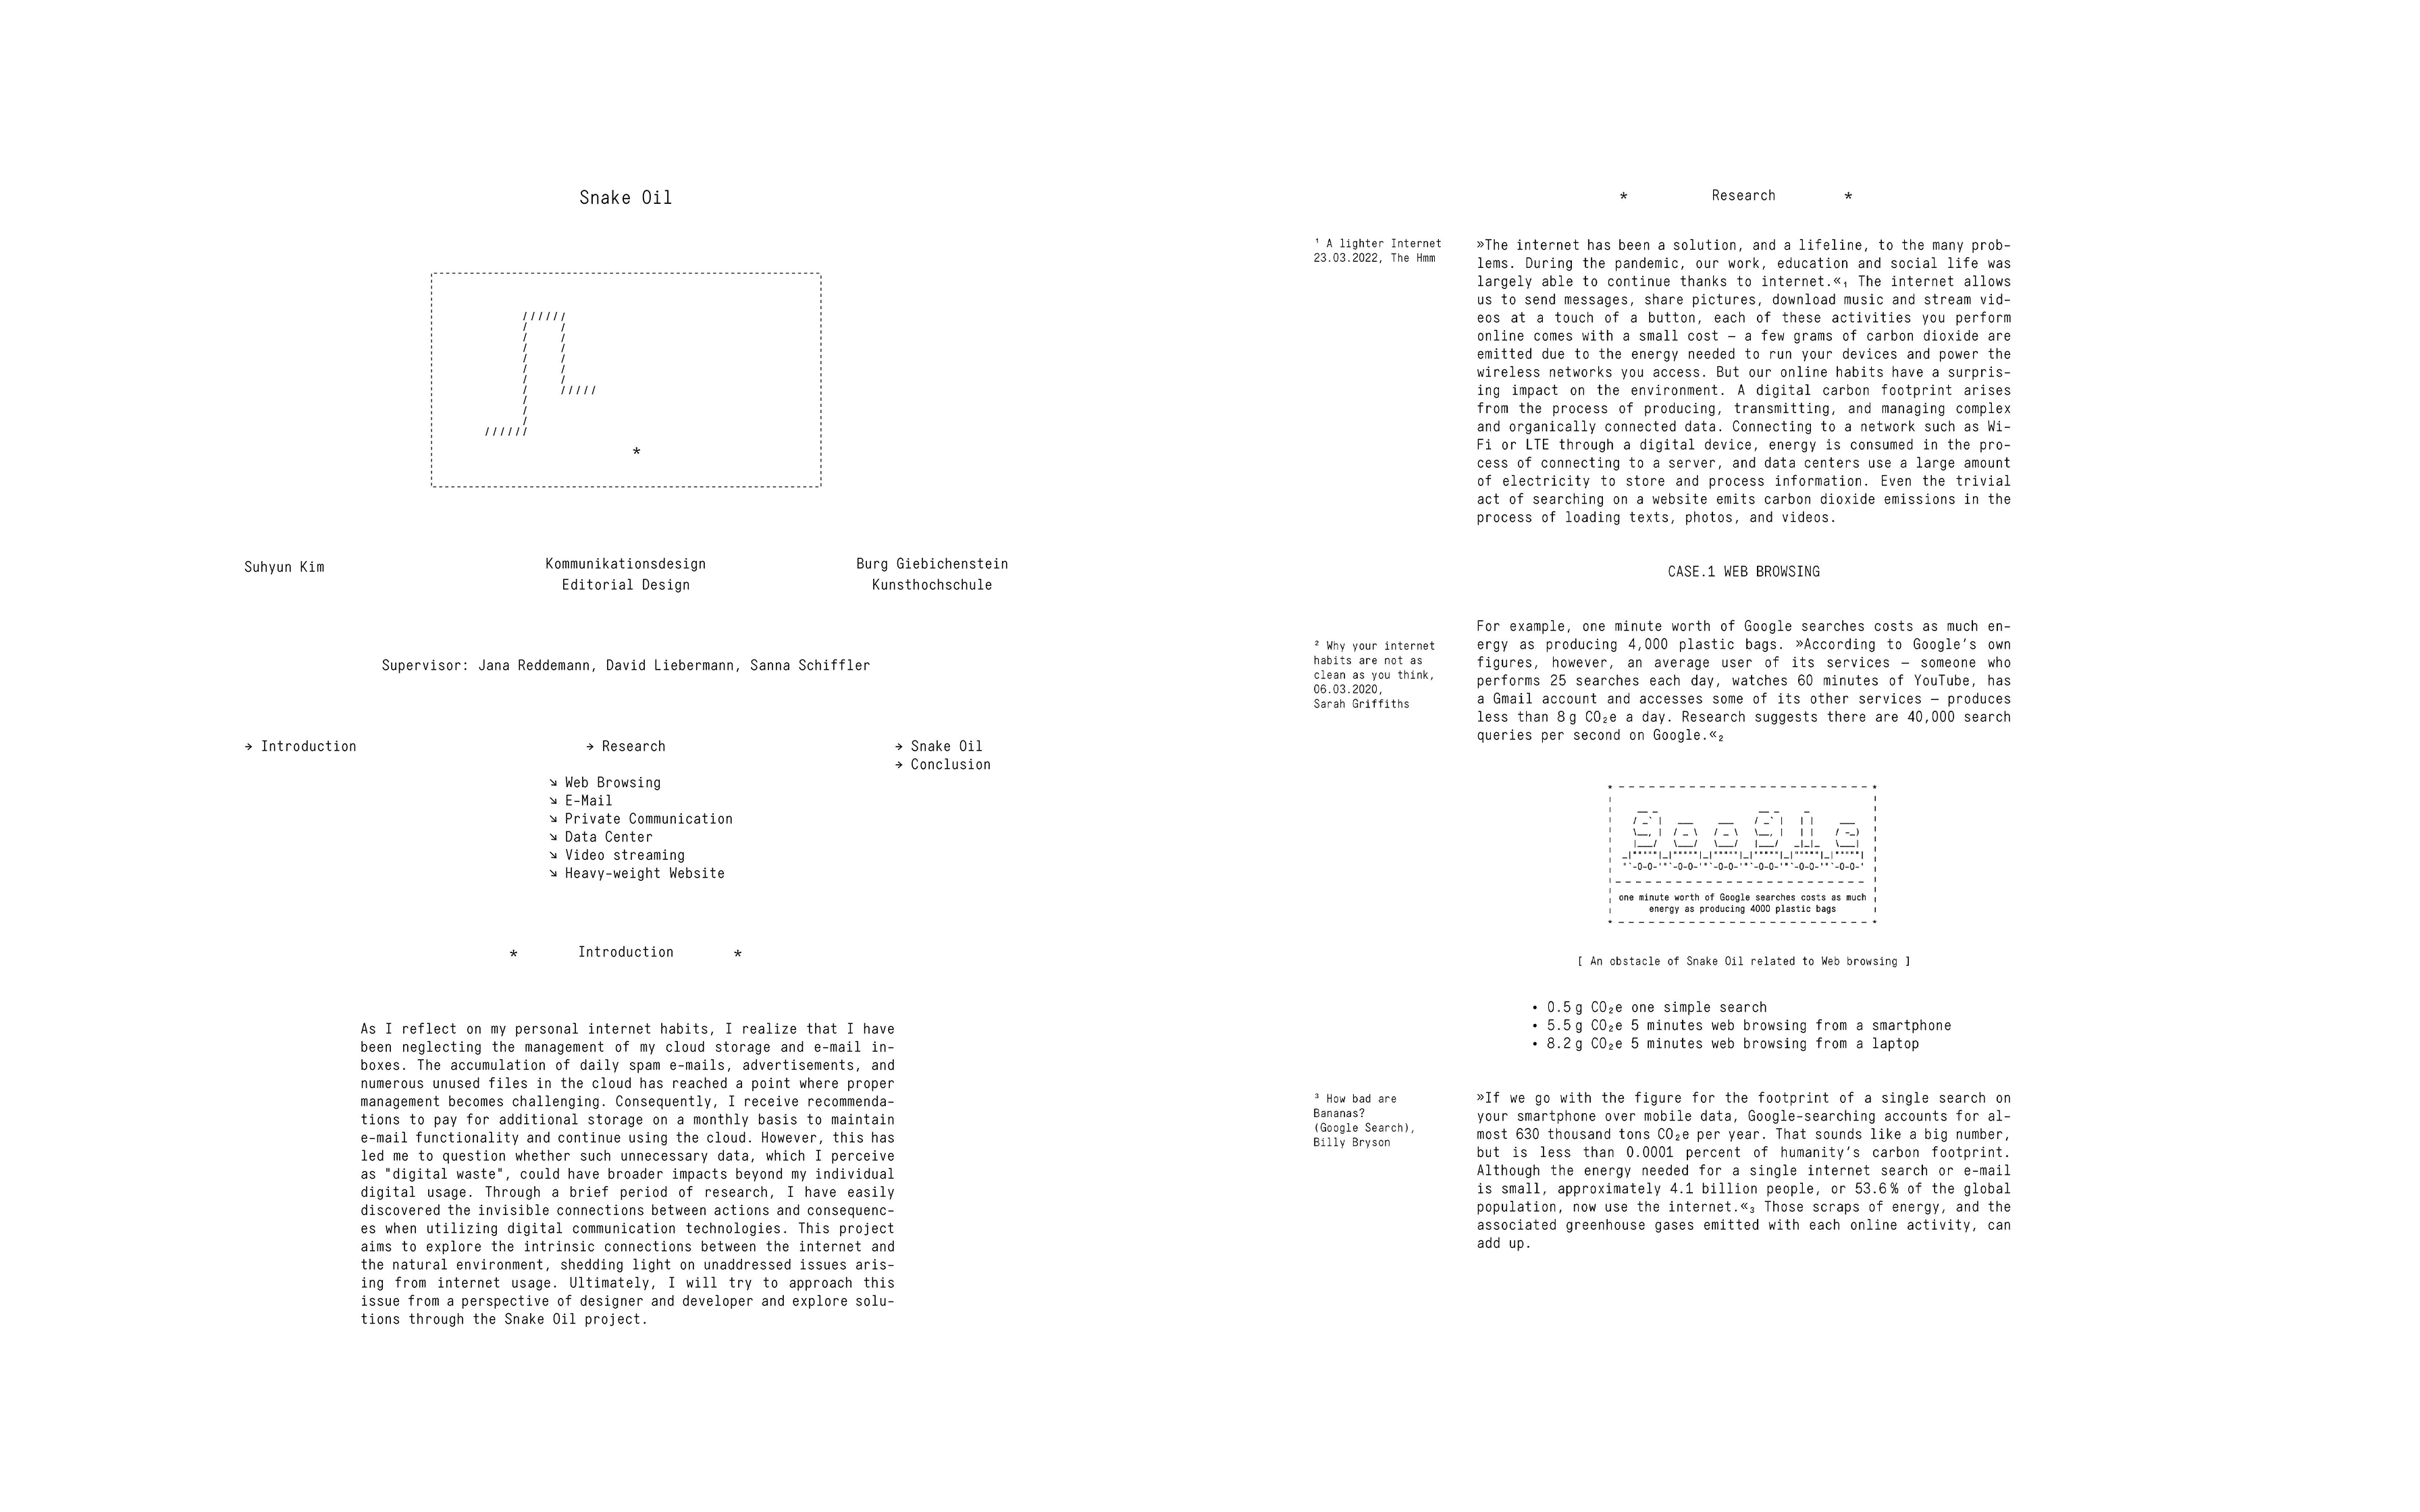 Snake Oil
//////
/ /
/ /
/ /
/ /
/ /
/ /
/ /////
/
/
/
//////
*
Suhyun Kim
Kommunikationsdesign
Editorial Design
Burg Giebichenstein
Kunsthochschule
Supervisor: Jana Reddemann, David Liebermann, Sanna Schiffler
→ Introduction
→ Research
↘ Web Browsing
↘ E-Mail
↘ Private Communication
↘ Data Center
↘ Video streaming
↘ Heavy-weight Website
→ Snake Oil
→ Conclusion
* Introduction *
As I reflect on my personal internet habits, I realize that I have
been neglecting the management of my cloud storage and e-mail in-
boxes. The accumulation of daily spam e-mails, advertisements, and
numerous unused files in the cloud has reached a point where proper
management becomes challenging. Consequently, I receive recommenda-
tions to pay for additional storage on a monthly basis to maintain
e-mail functionality and continue using the cloud. However, this has
led me to question whether such unnecessary data, which I perceive
as "digital waste", could have broader impacts beyond my individual
digital usage. Through a brief period of research, I have easily
discovered the invisible connections between actions and consequenc-
es when utilizing digital communication technologies. This project
aims to explore the intrinsic connections between the internet and
the natural environment, shedding light on unaddressed issues aris-
ing from internet usage. Ultimately, I will try to approach this
issue from a perspective of designer and developer and explore solu-
tions through the Snake Oil project.
* Research *
¹ A lighter Internet
23.03.2022, The Hmm
»The internet has been a solution, and a lifeline, to the many prob-
lems. During the pandemic, our work, education and social life was
largely able to continue thanks to internet.«₁ The internet allows
us to send messages, share pictures, download music and stream vid-
eos at a touch of a button, each of these activities you perform
online comes with a small cost — a few grams of carbon dioxide are
emitted due to the energy needed to run your devices and power the
wireless networks you access. But our online habits have a surpris-
ing impact on the environment. A digital carbon footprint arises
from the process of producing, transmitting, and managing complex
and organically connected data. Connecting to a network such as Wi-
Fi or LTE through a digital device, energy is consumed in the pro-
cess of connecting to a server, and data centers use a large amount
of electricity to store and process information. Even the trivial
act of searching on a website emits carbon dioxide emissions in the
process of loading texts, photos, and videos.
CASE.1 WEB BROWSING
² Why your internet
habits are not as
clean as you think,
06.03.2020,
Sarah Griffiths
For example, one minute worth of Google searches costs as much en-
ergy as producing 4,000 plastic bags. »According to Google's own
figures, however, an average user of its services — someone who
performs 25 searches each day, watches 60 minutes of YouTube, has
a Gmail account and accesses some of its other services — produces
less than 8 g CO₂e a day. Research suggests there are 40,000 search
queries per second on Google.«₂
google
one minute worth of Google searches costs as much
energy as producing 4000 plastic bags
[ An obstacle of Snake Oil related to Web browsing ]
• 0.5 g CO₂e one simple search
• 5.5 g CO₂e 5 minutes web browsing from a smartphone
• 8.2 g CO₂e 5 minutes web browsing from a laptop
³ How bad are
Bananas?
(Google Search),
Billy Bryson
»If we go with the figure for the footprint of a single search on
your smartphone over mobile data, Google-searching accounts for al-
most 630 thousand tons CO₂e per year. That sounds like a big number,
but is less than 0.0001 percent of humanity's carbon footprint.
Although the energy needed for a single internet search or e-mail
is small, approximately 4.1 billion people, or 53.6 % of the global
population, now use the internet.«₃ Those scraps of energy, and the
associated greenhouse gases emitted with each online activity, can
add up.